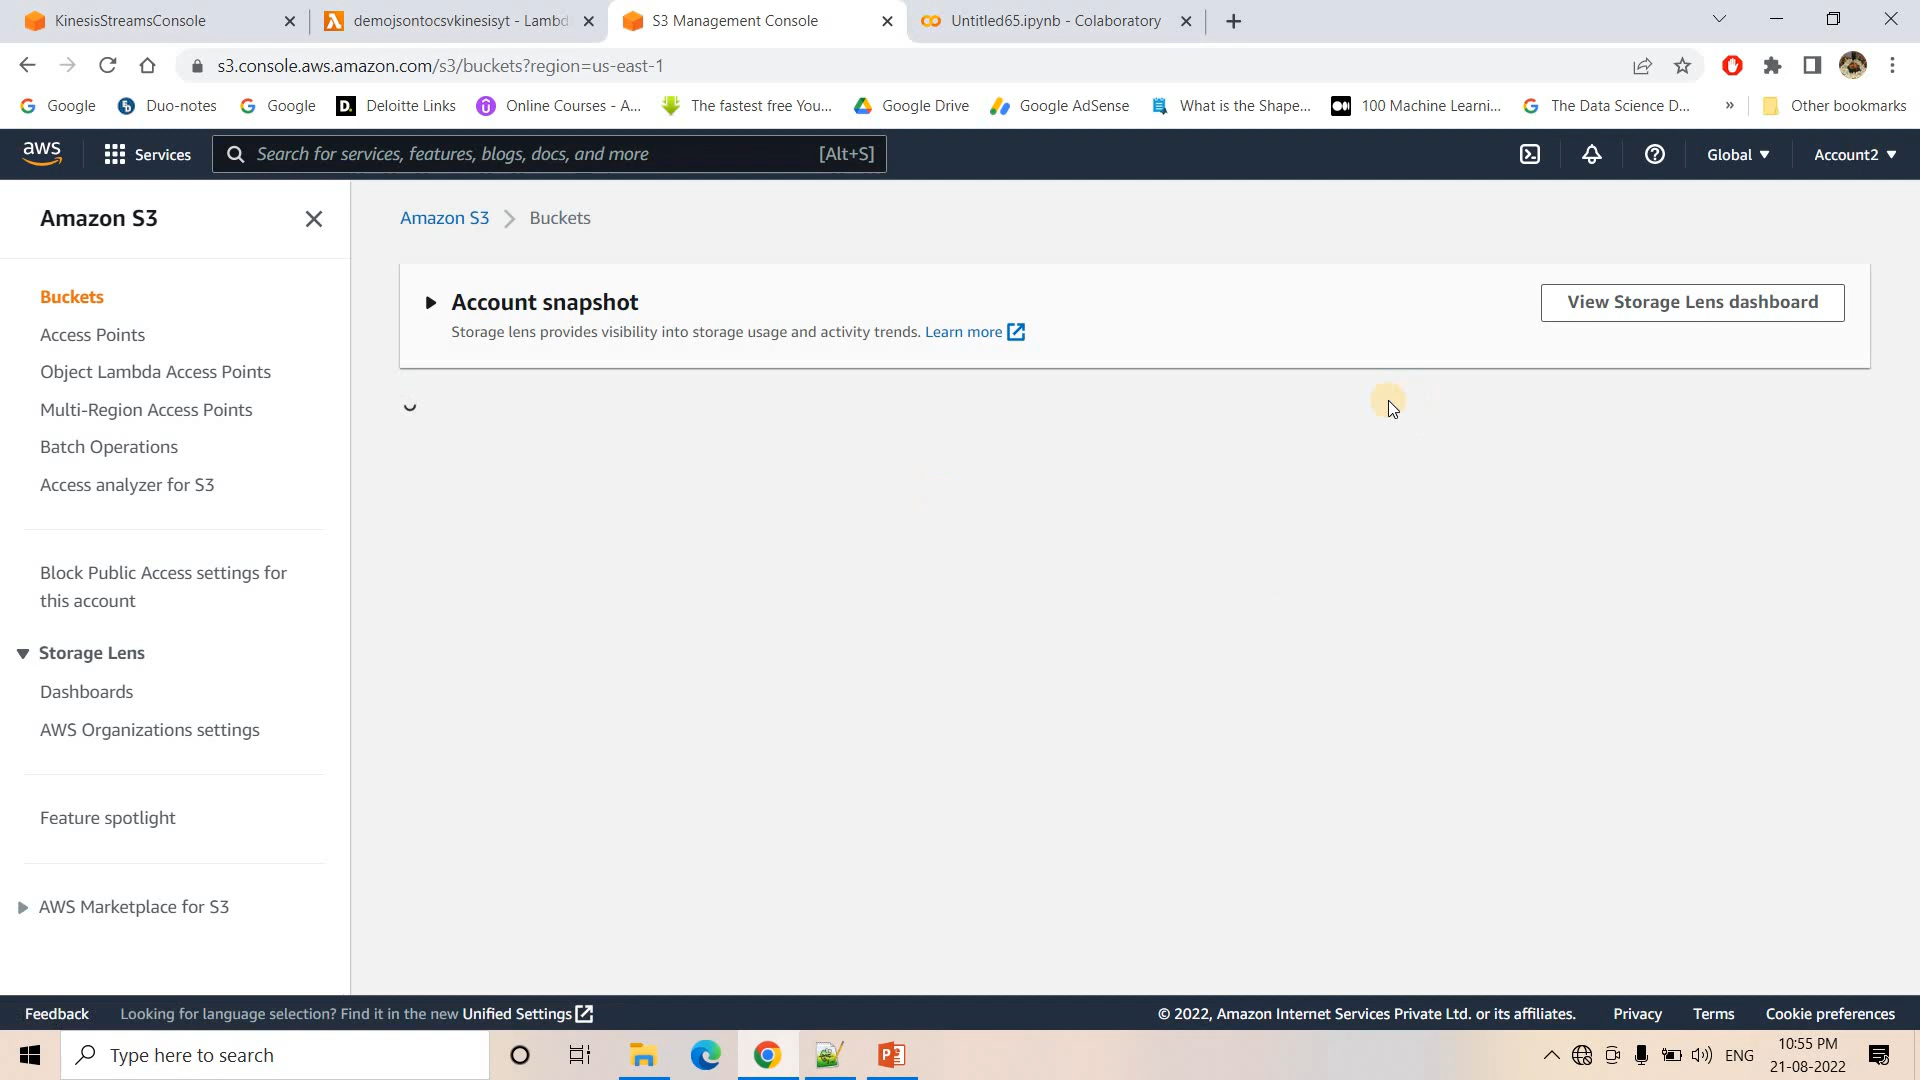 KinesisStreamsConsole
demojsontocsvkinesisyt - Lambd
S3 Management Console
Untitled65.ipynb - Colaboratory
s3.console.aws.amazon.com/s3/buckets?region=us-east-1
Google
Duo-notes
Google
D.
Deloitte Links
Online Courses - A...
The fastest free You...
Google Drive
Google AdSense
What is the Shape...
100 Machine Learni...
The Data Science D...
»
Other bookmarks
aws
Services
Search for services, features, blogs, docs, and more
[Alt+S]
Global
Account2
Amazon S3
Buckets
Access Points
Object Lambda Access Points
Multi-Region Access Points
Batch Operations
Access analyzer for S3
Block Public Access settings for
this account
Storage Lens
Dashboards
AWS Organizations settings
Feature spotlight
AWS Marketplace for S3
Amazon S3
Buckets
Account snapshot
Storage lens provides visibility into storage usage and activity trends. Learn more
View Storage Lens dashboard
Feedback
Looking for language selection? Find it in the new Unified Settings
© 2022, Amazon Internet Services Private Ltd. or its affiliates.
Privacy
Terms
Cookie preferences
Type here to search
ENG
10:55 PM
21-08-2022